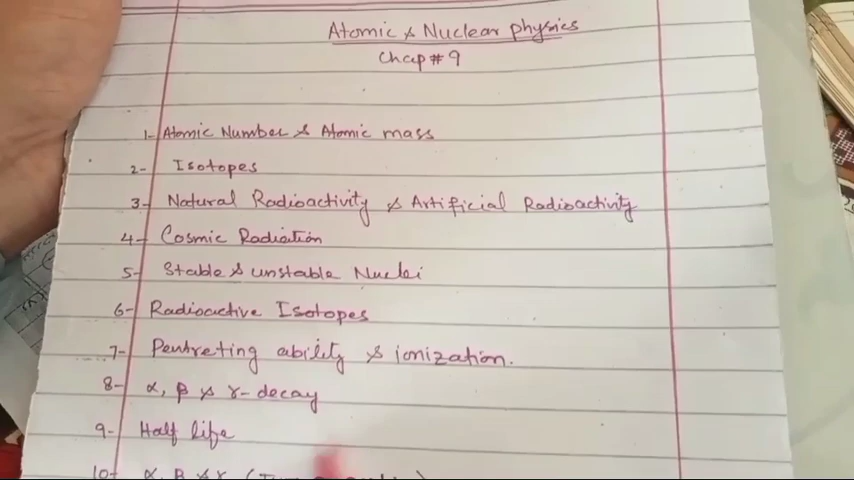 Atomic & Nuclear physics
Chap # 9
1- Atomic Number & Atomic mass
2- Isotopes
3- Natural Radioactivity & Artificial Radioactivity
4- Cosmic Radiation
5- Stable & unstable Nuclei
6- Radioactive Isotopes
7- Pentreting ability & ionization.
8- α, β & γ-decay
9- Half life
10- α, β & γ